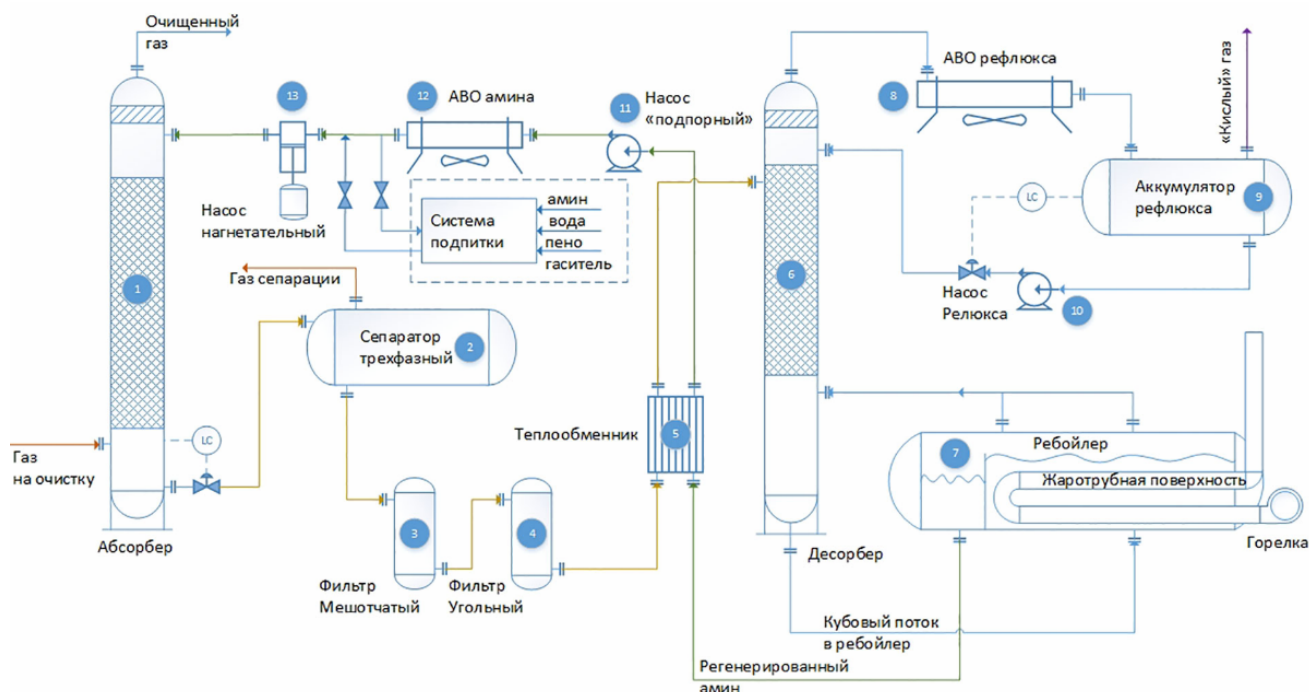 Очищенный
газ
13
12
АВО амина
11
Насос
«подпорный»
Насос
нагнетательный
Система
подпитки
амин
вода
пено
гаситель
Газ сепарации
1
Сепаратор
трехфазный
2
LC
Газ
на очистку
Абсорбер
3
Фильтр
Мешотчатый
4
Фильтр
Угольный
Теплообменник
5
АВО рефлюкса
8
«Кислый» газ
Аккумулятор
рефлюкса
9
LC
6
Насос
Релюкса
10
Ребойлер
7
Жаротрубная поверхность
Горелка
Десорбер
Кубовый поток
в ребойлер
Регенерированный
амин